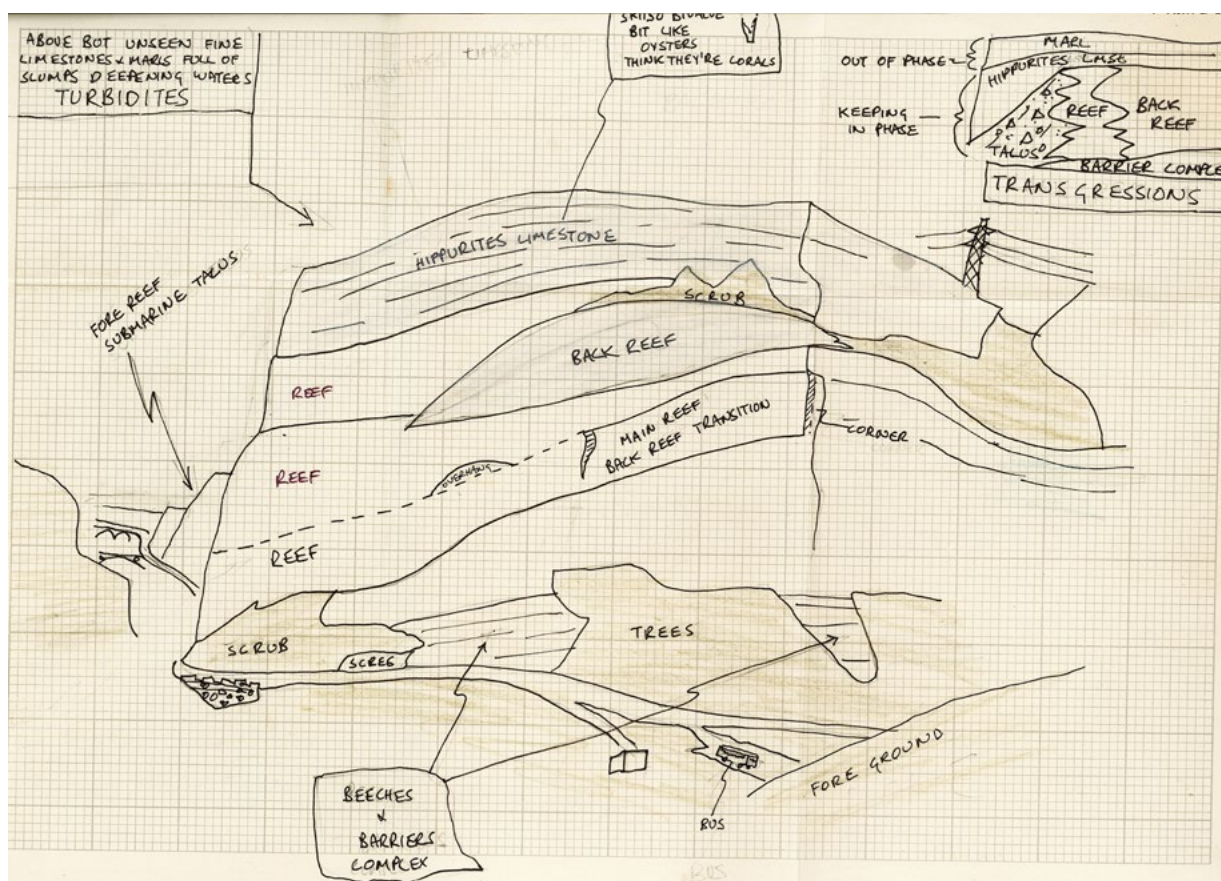 ABOVE BUT UNSEEN FINE
LIMESTONES & MARLS FULL OF
SLUMPS DEEPENING WATERS
TURBIDITES
BIVALVE
BIT LIKE
OYSTERS
THINK THEY'RE CORALS
OUT OF PHASE
KEEPING
IN PHASE
MARL
HIPPURITES LMSE
REEF
BACK
REEF
TALUS
BARRIER COMPLE
TRANSGRESSIONS
HIPPURITES LIMESTONE
SCRUB
FORE REEF
SUBMARINE TALUS
BACK REEF
REEF
MAIN REEF
BACK REEF TRANSITION
CORNER
REEF
OVERHANG
REEF
SCRUB
SCREE
TREES
BEECHES
&
BARRIERS
COMPLEX
BUS
FORE GROUND